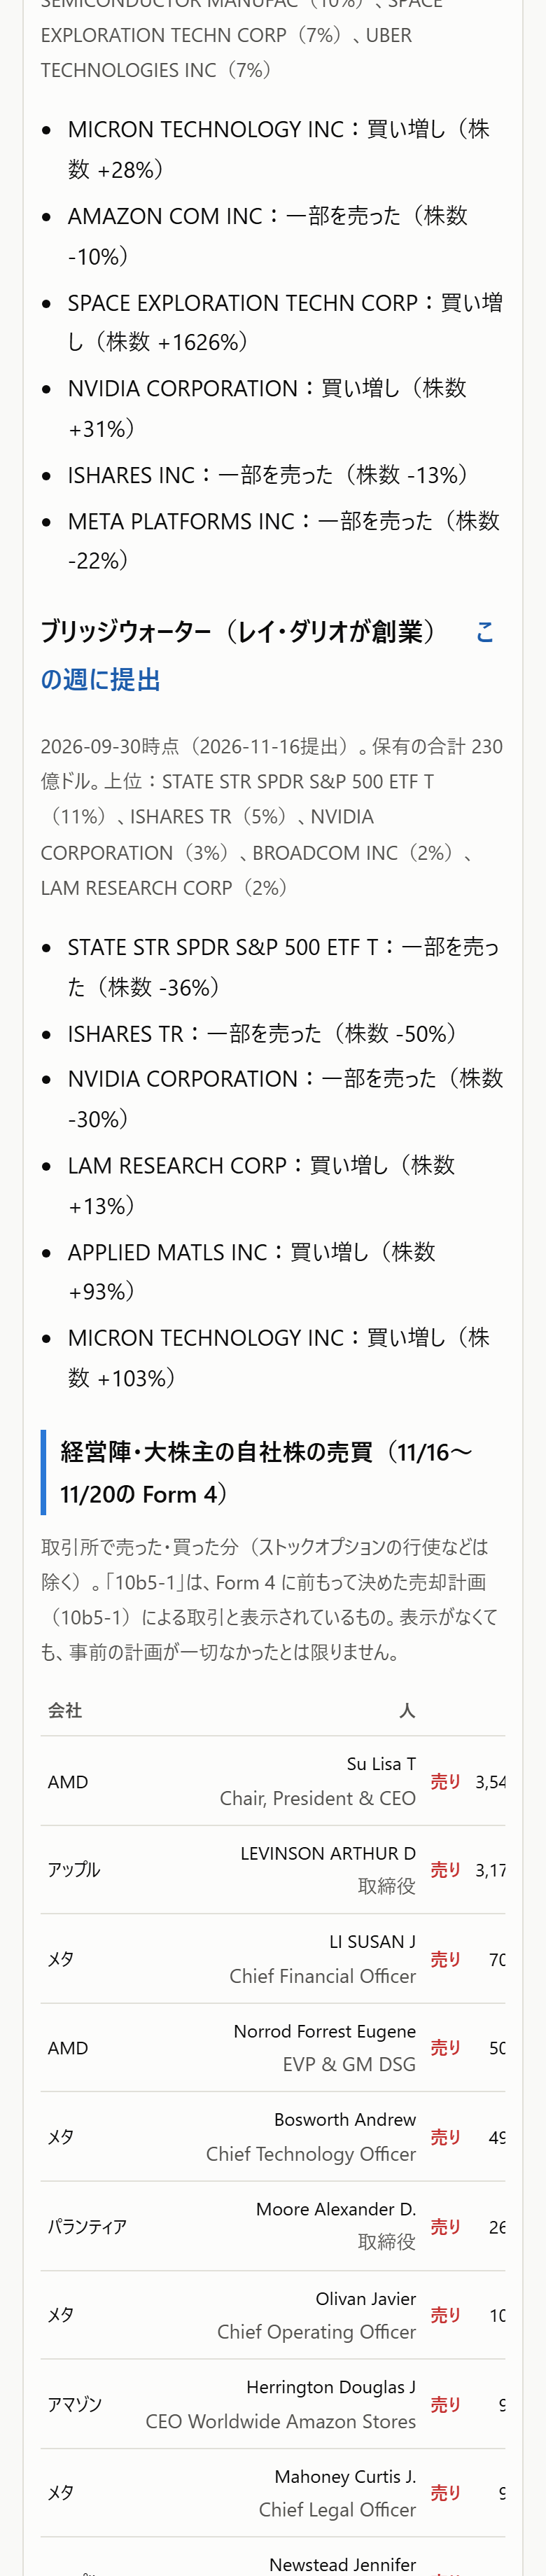 SEMICONDUCTOR MANUFAC（10%）、SPACE
EXPLORATION TECHN CORP（7%）、UBER
TECHNOLOGIES INC（7%）
• MICRON TECHNOLOGY INC：買い増し（株
数 +28%）
• AMAZON COM INC：一部を売った（株数
-10%）
• SPACE EXPLORATION TECHN CORP：買い増
し（株数 +1626%）
• NVIDIA CORPORATION：買い増し（株数
+31%）
• ISHARES INC：一部を売った（株数 -13%）
• META PLATFORMS INC：一部を売った（株数
-22%）
ブリッジウォーター（レイ・ダリオが創業） こ
の週に提出
2026-09-30時点（2026-11-16提出）。保有の合計 230
億ドル。上位：STATE STR SPDR S&P 500 ETF T
（11%）、ISHARES TR（5%）、NVIDIA
CORPORATION（3%）、BROADCOM INC（2%）、
LAM RESEARCH CORP（2%）
• STATE STR SPDR S&P 500 ETF T：一部を売っ
た（株数 -36%）
• ISHARES TR：一部を売った（株数 -50%）
• NVIDIA CORPORATION：一部を売った（株数
-30%）
• LAM RESEARCH CORP：買い増し（株数
+13%）
• APPLIED MATLS INC：買い増し（株数
+93%）
• MICRON TECHNOLOGY INC：買い増し（株
数 +103%）
経営陣・大株主の自社株の売買（11/16～
11/20の Form 4）
取引所で売った・買った分（ストックオプションの行使などは
除く）。「10b5-1」は、Form 4 に前もって決めた売却計画
（10b5-1）による取引と表示されているもの。表示がなくて
も、事前の計画が一切なかったとは限りません。
会社 人
Su Lisa T
AMD 売り 3,54
Chair, President & CEO
LEVINSON ARTHUR D
アップル 売り 3,17
取締役
LI SUSAN J
メタ 売り 70
Chief Financial Officer
Norrod Forrest Eugene
AMD 売り 50
EVP & GM DSG
Bosworth Andrew
メタ 売り 49
Chief Technology Officer
Moore Alexander D.
パランティア 売り 26
取締役
Olivan Javier
メタ 売り 10
Chief Operating Officer
Herrington Douglas J
アマゾン 売り 9
CEO Worldwide Amazon Stores
Mahoney Curtis J.
メタ 売り 9
Chief Legal Officer
Newstead Jennifer